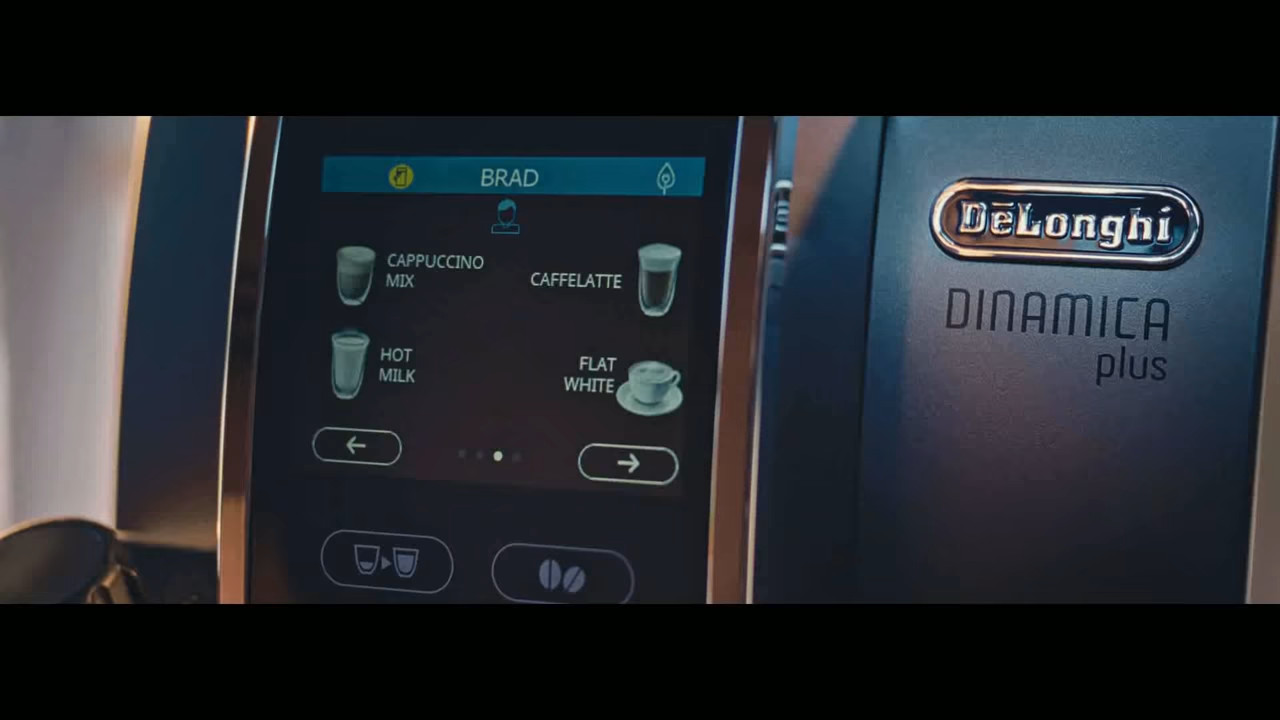 BRAD
CAPPUCCINO
MIX
CAFFELATTE
HOT
MILK
FLAT
WHITE
DēLonghi
DINAMICA
plus